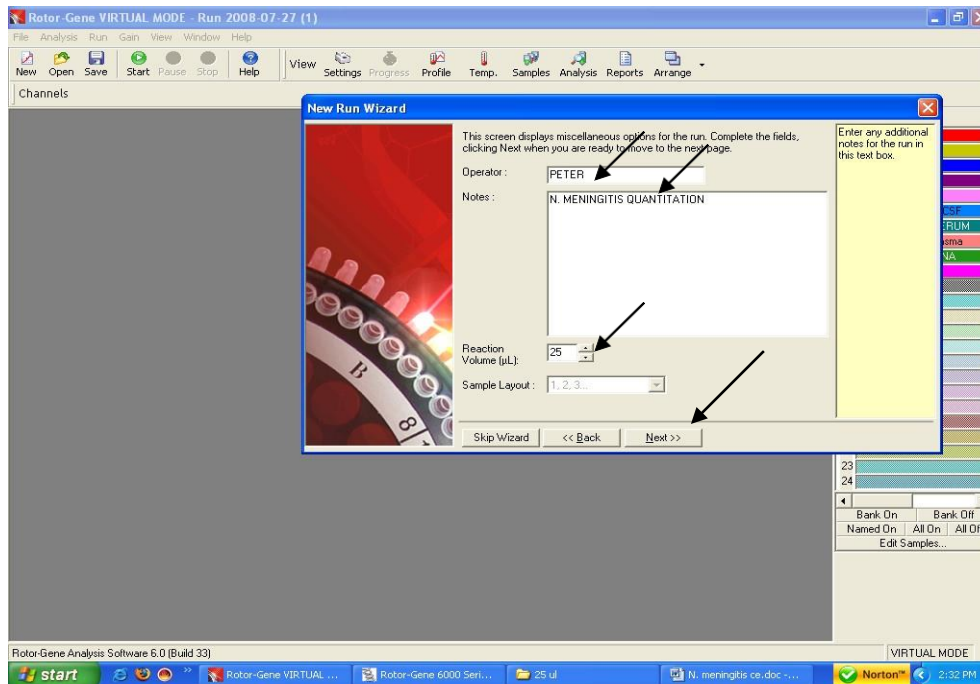 Rotor-Gene VIRTUAL MODE - Run 2008-07-27 (1)
File Analysis Run Gain View Window Help
New Open Save Start Pause Stop Help View Settings Progress Profile Temp. Samples Analysis Reports Arrange
Channels
New Run Wizard
This screen displays miscellaneous options for the run. Complete the fields,
clicking Next when you are ready to move to the next page.
Operator :
PETER
Notes :
N. MENINGITIS QUANTITATION
Reaction
Volume (µL):
25
Sample Layout :
1, 2, 3...
Skip Wizard
<< Back
Next >>
Enter any additional
notes for the run in
this text box.
B
8
CSF
ERUM
asma
NA
23
24
Bank On Bank Off
Named On All On All Of
Edit Samples...
Rotor-Gene Analysis Software 6.0 (Build 33)
VIRTUAL MODE
start
Rotor-Gene VIRTUAL ...
Rotor-Gene 6000 Seri...
25 ul
N. meningitis ce.doc -...
Norton™
2:32 PM